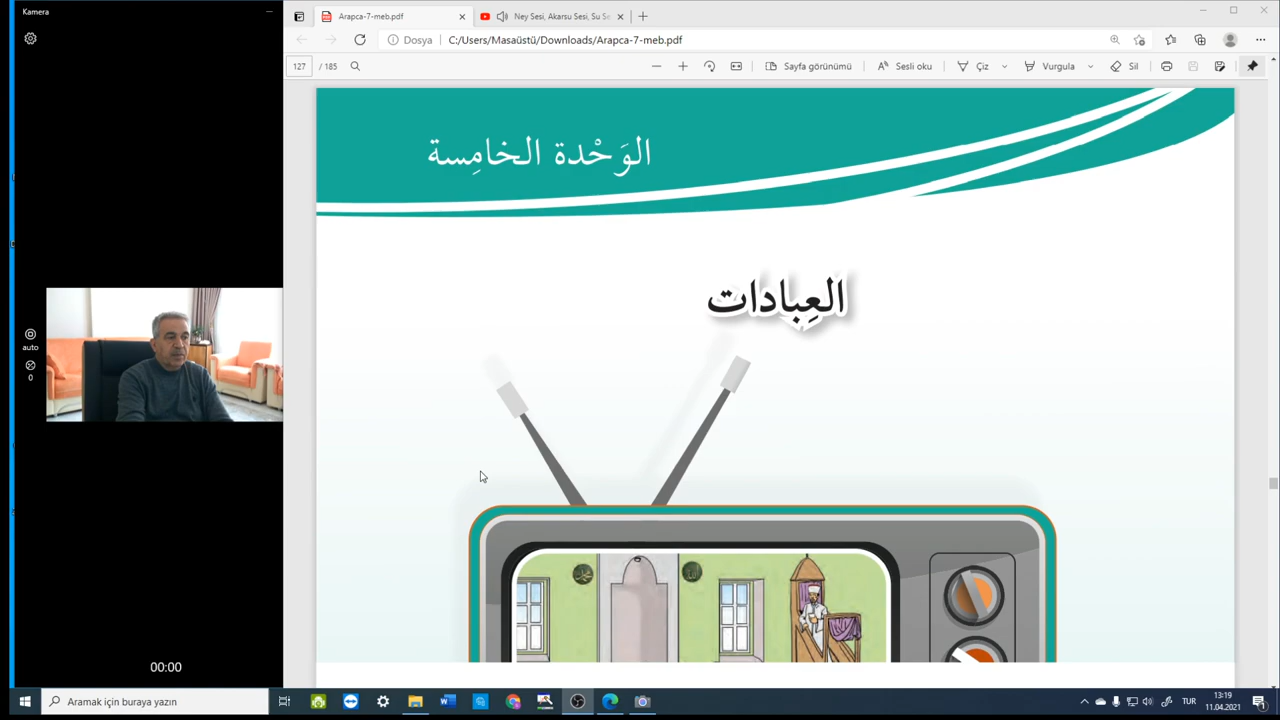 Kamera
Arapca-7-meb.pdf
Ney Sesi, Akarsu Sesi, Su Se
Dosya
C:/Users/Masaüstü/Downloads/Arapca-7-meb.pdf
127 / 185
Sayfa görünümü
Sesli oku
Çiz
Vurgula
Sil
الوَحْدة الخامِسة
العِبادات
auto
0
00:00
Aramak için buraya yazın
TUR
13:19
11.04.2021
1